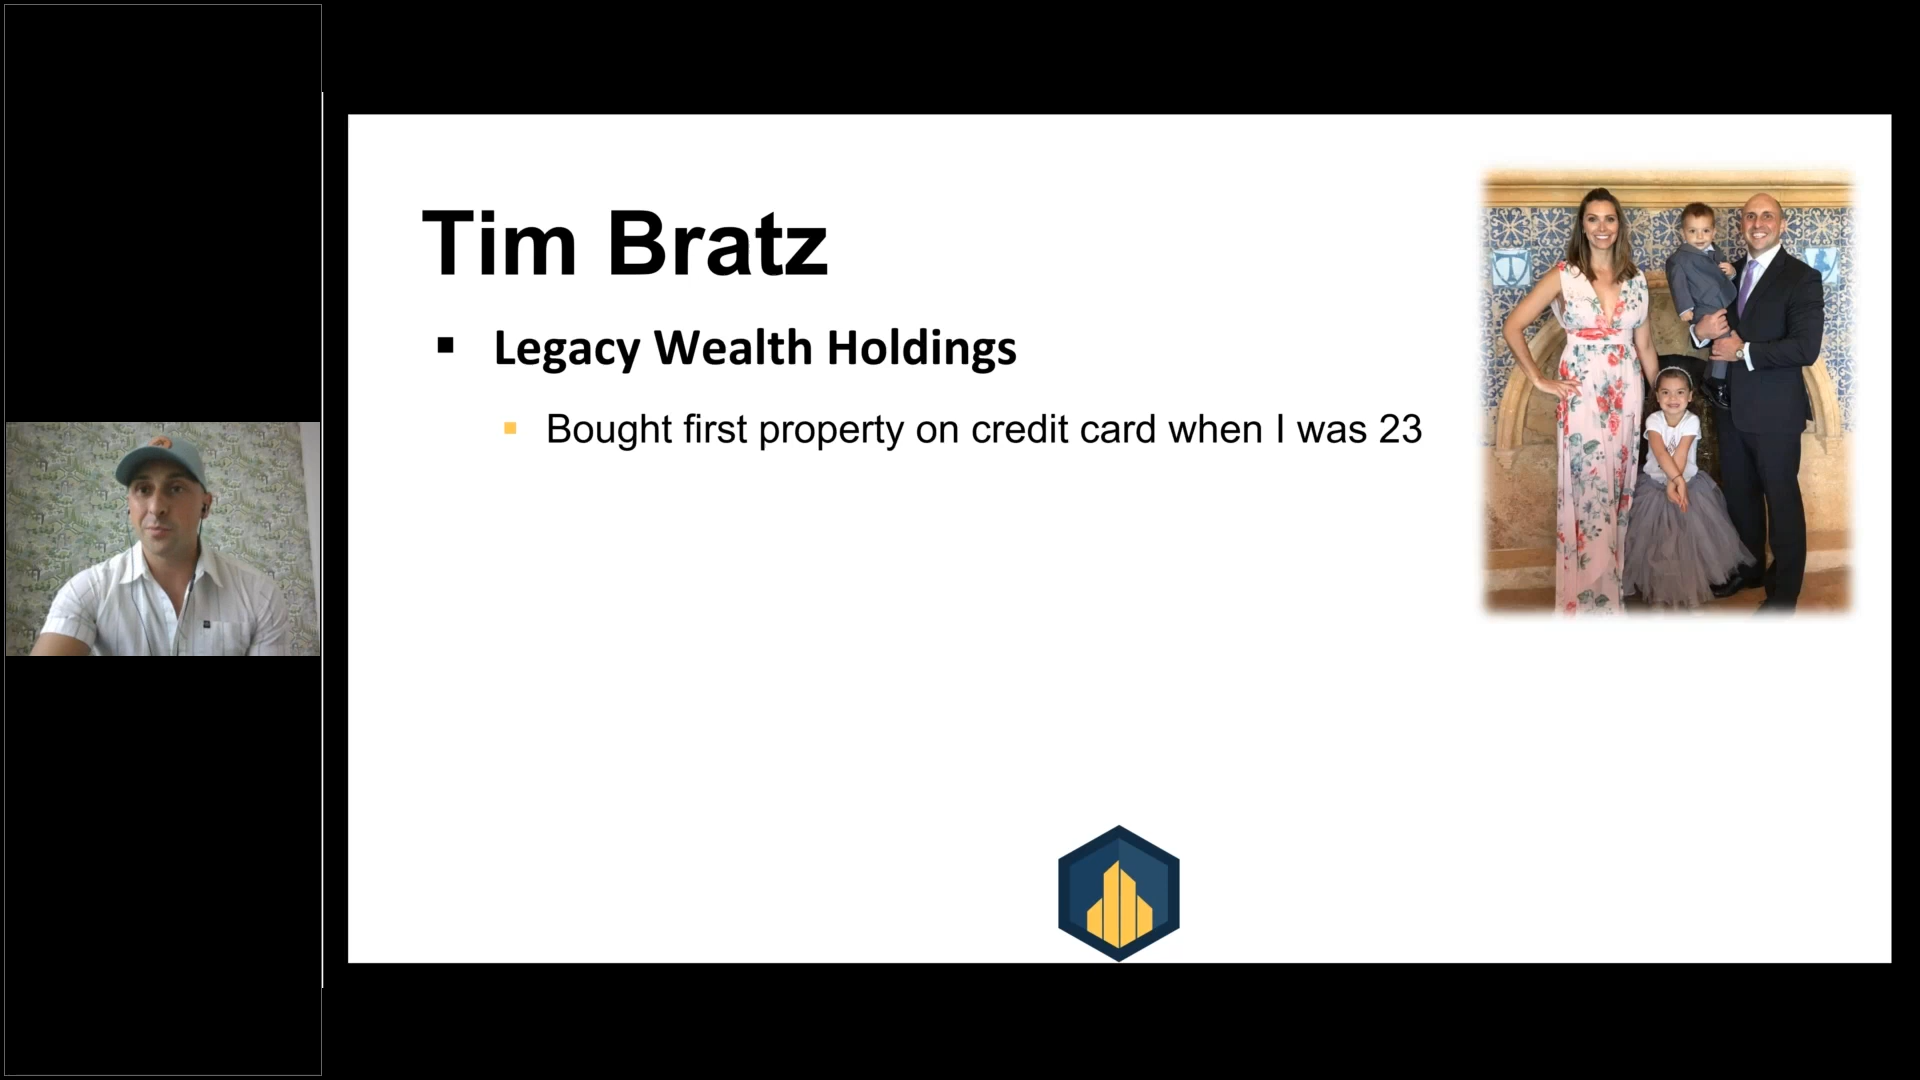 Tim Bratz
Legacy Wealth Holdings
Bought first property on credit card when I was 23